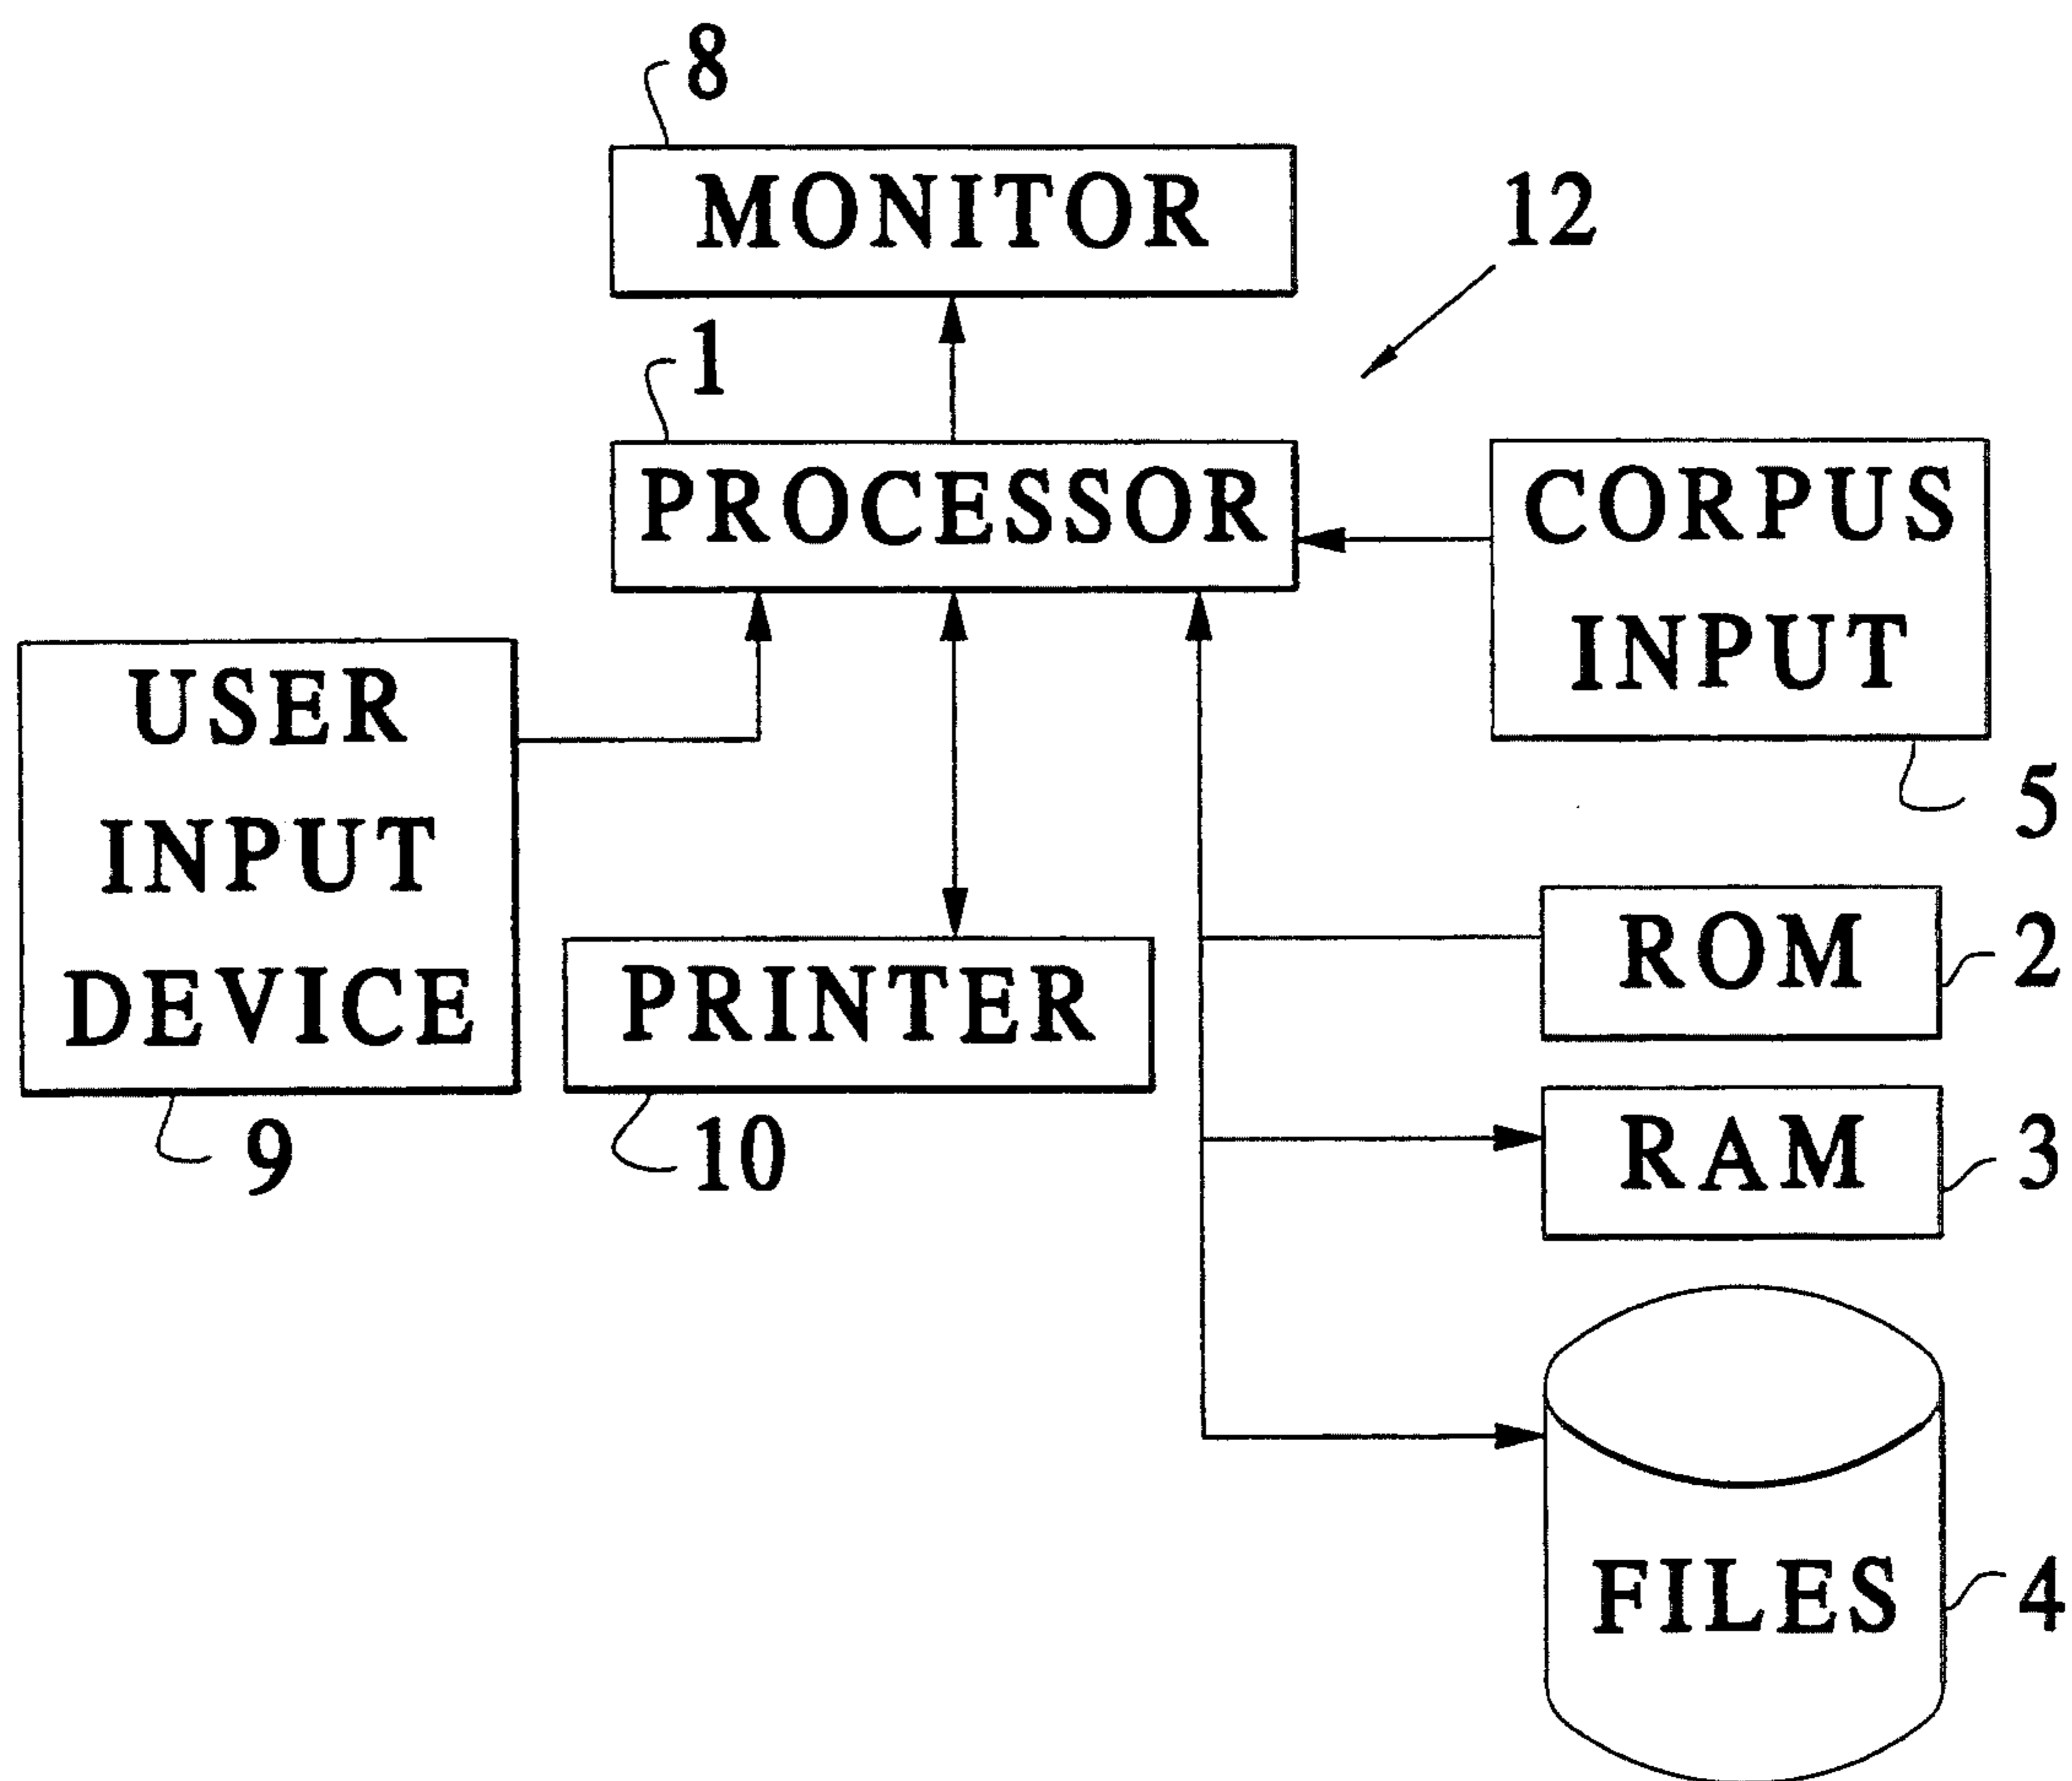 8
MONITOR
12
1
PROCESSOR
CORPUS
INPUT
5
USER
INPUT
DEVICE
9
PRINTER
10
ROM
2
RAM
3
FILES
4